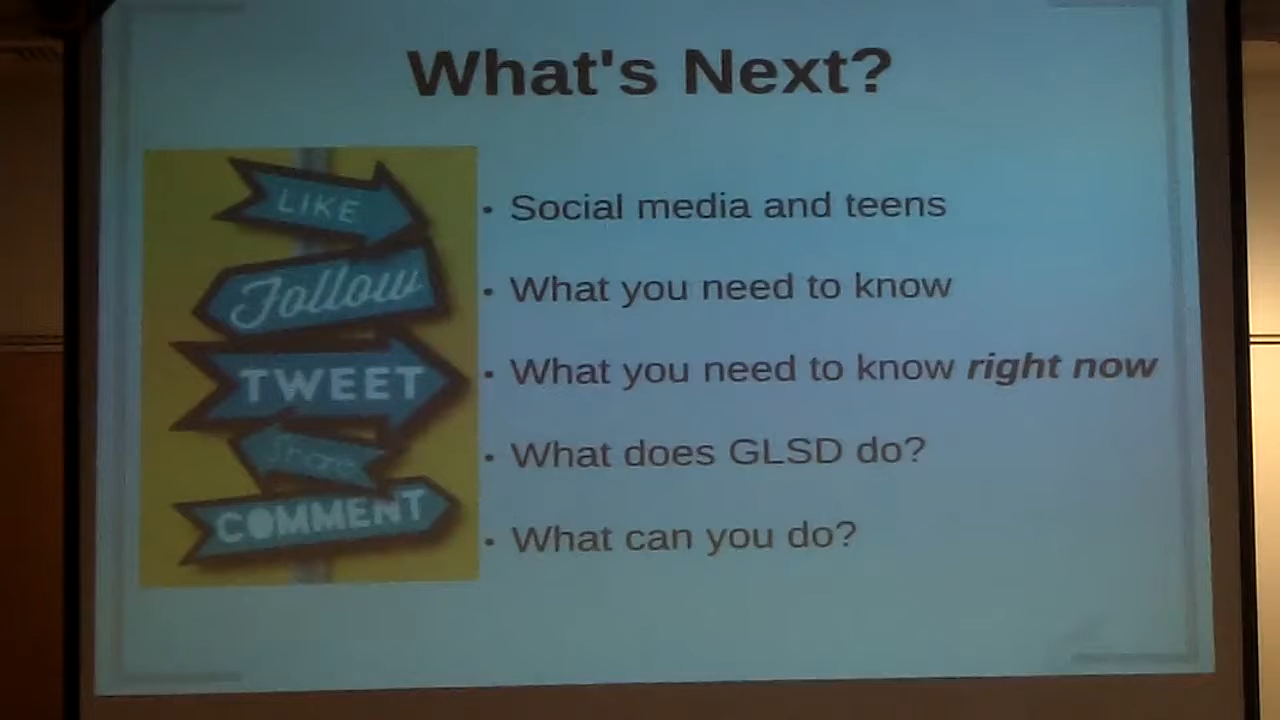 What's Next?
LIKE
Follow
TWEET
Share
COMMENT
• Social media and teens
• What you need to know
• What you need to know right now
• What does GLSD do?
• What can you do?